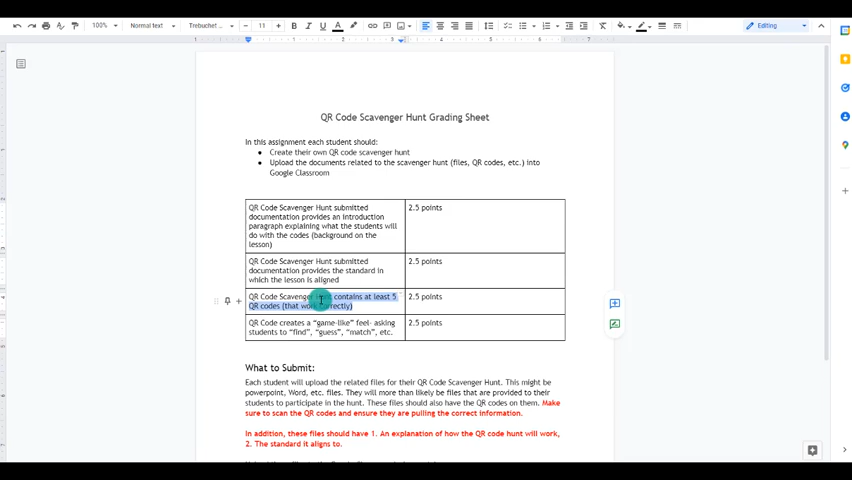 100%
Normal text
Trebuchet ...
11
Editing
QR Code Scavenger Hunt Grading Sheet
In this assignment each student should:
● Create their own QR code scavenger hunt
● Upload the documents related to the scavenger hunt (files, QR codes, etc.) into
Google Classroom
QR Code Scavenger Hunt submitted
documentation provides an introduction
paragraph explaining what the students will
do with the codes (background on the
lesson)
2.5 points
QR Code Scavenger Hunt submitted
documentation provides the standard in
which the lesson is aligned
2.5 points
QR Code Scavenger Hunt contains at least 5
QR codes (that work correctly)
2.5 points
QR Code creates a “game-like” feel- asking
students to “find”, “guess”, “match”, etc.
2.5 points
What to Submit:
Each student will upload the related files for their QR Code Scavenger Hunt. This might be
powerpoint, Word, etc. files. They will more than likely be files that are provided to their
students to participate in the hunt. These files should also have the QR codes on them. Make
sure to scan the QR codes and ensure they are pulling the correct information.
In addition, these files should have 1. An explanation of how the QR code hunt will work,
2. The standard it aligns to.